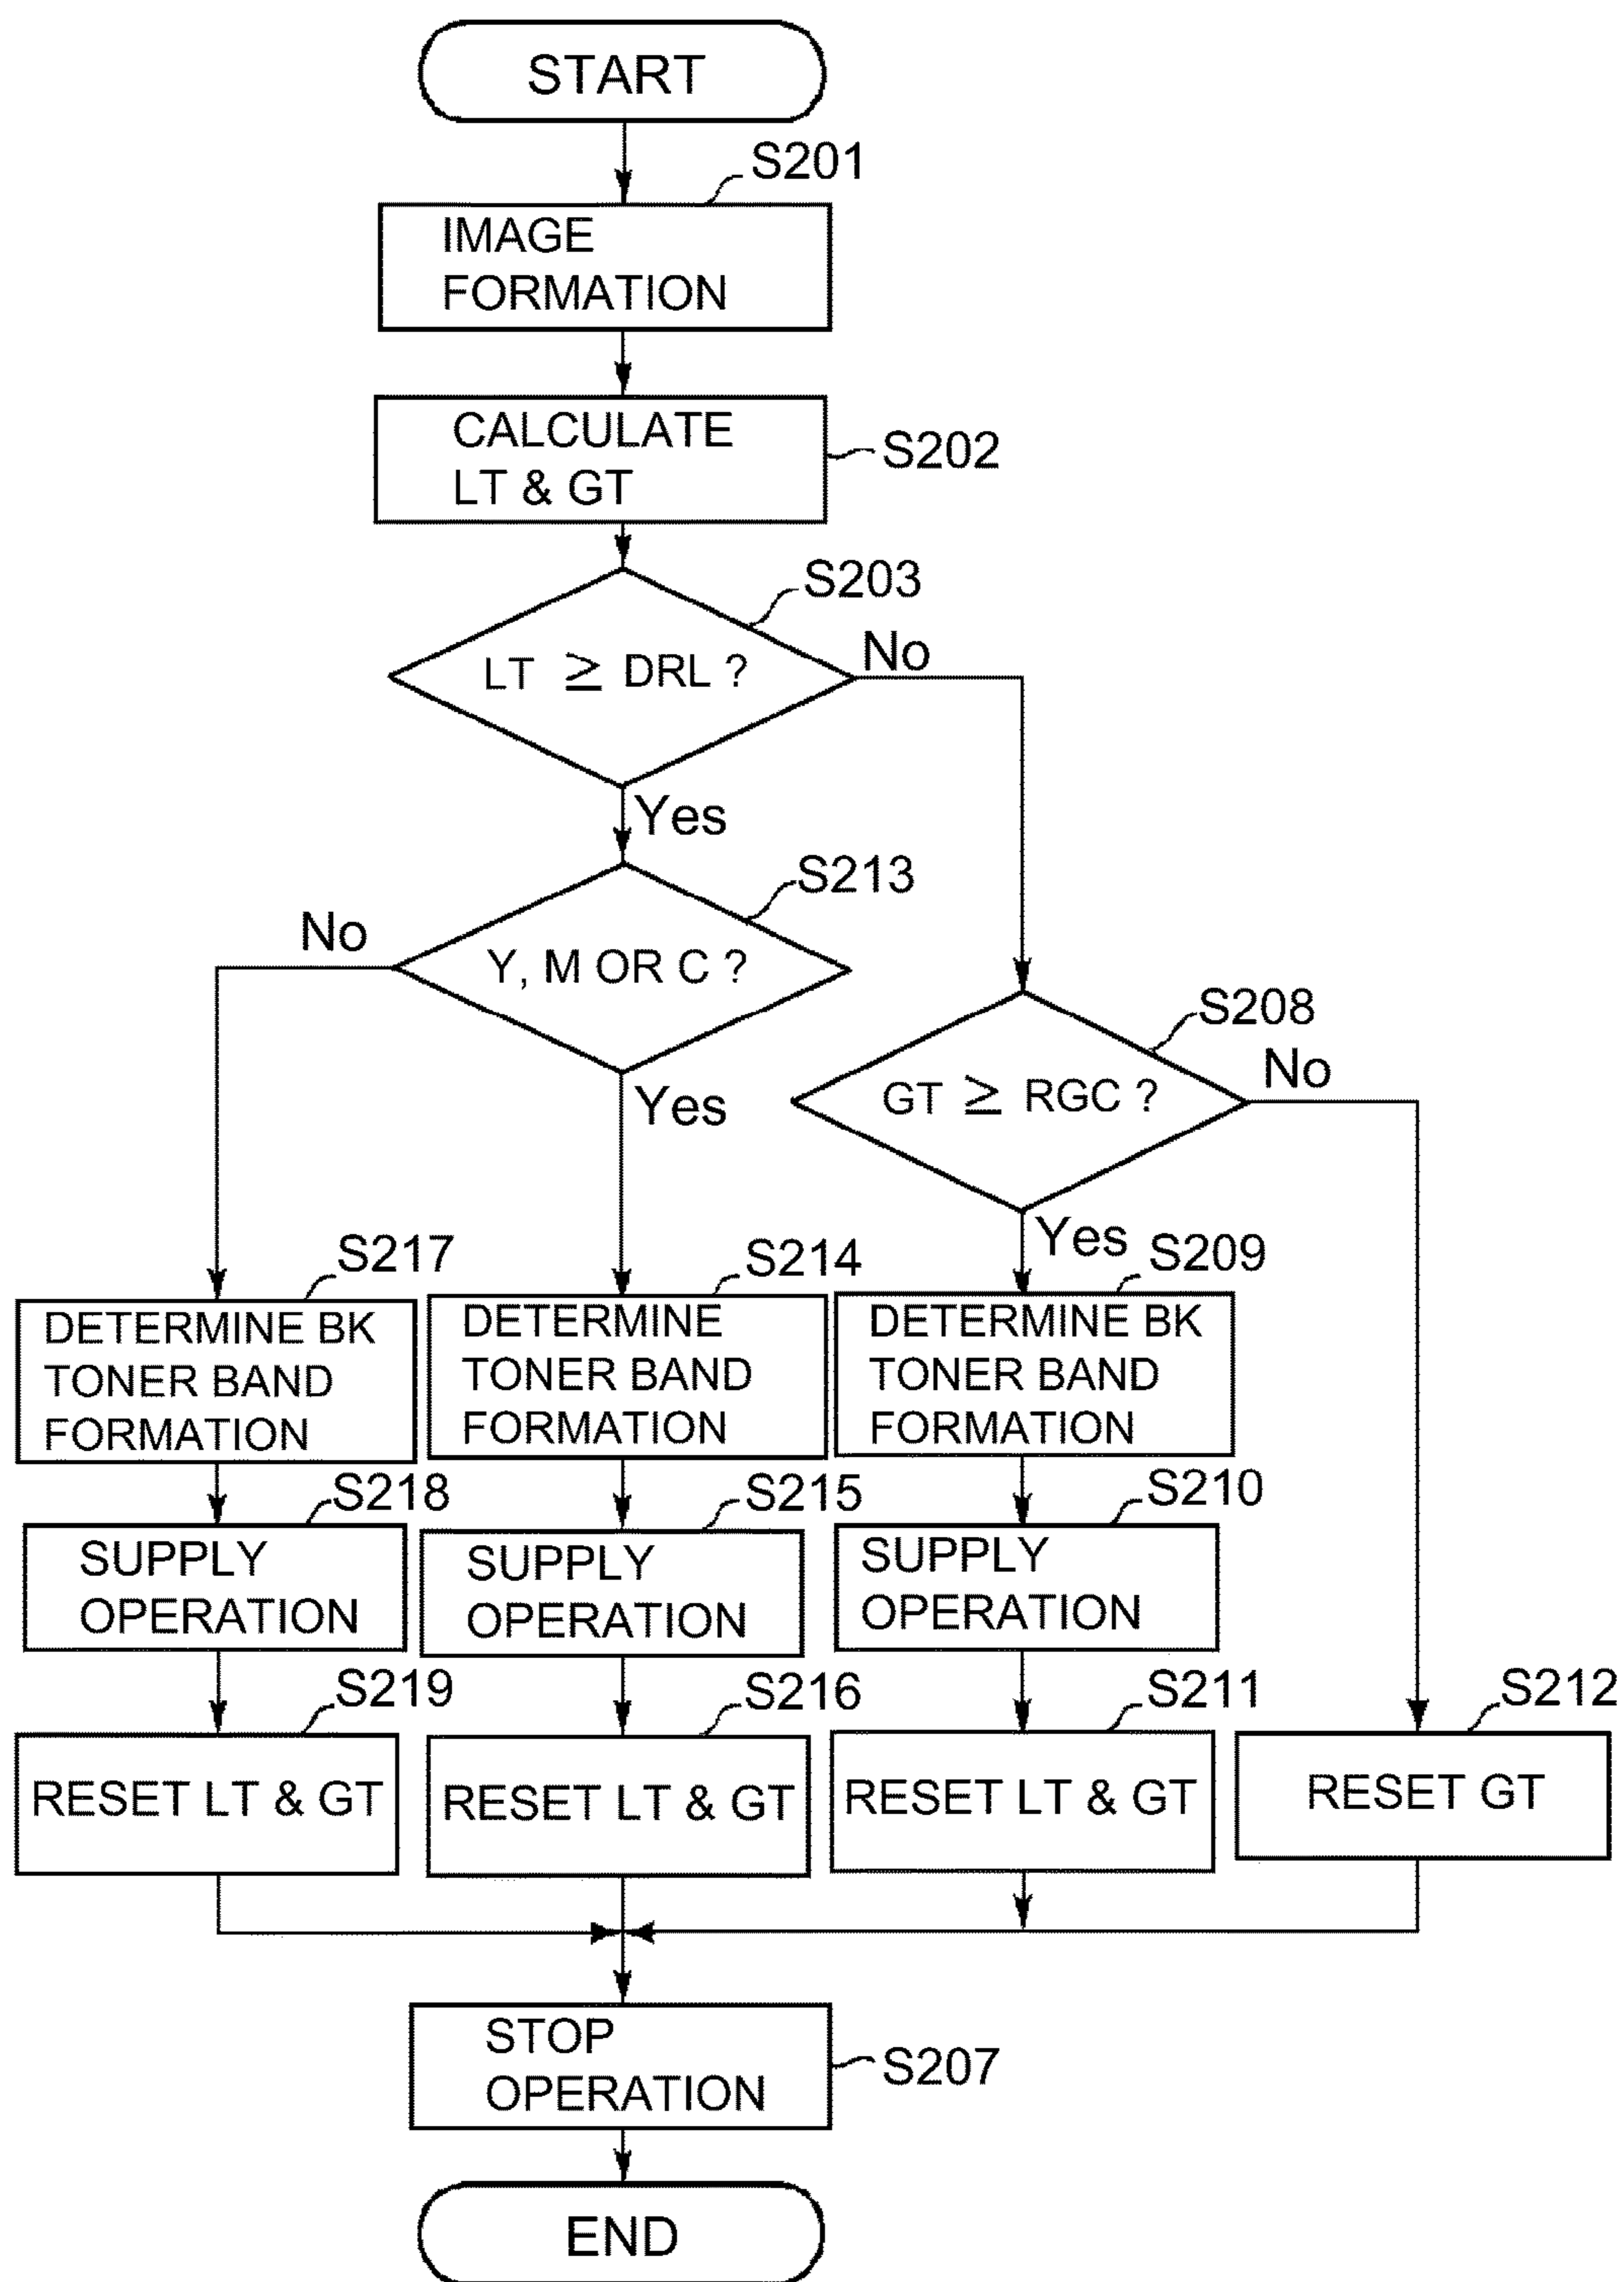 START
S201
IMAGE
FORMATION
CALCULATE
LT & GT
S202
S203
LT ≥ DRL ?
No
Yes
S213
Y, M OR C ?
No
Yes
S208
GT ≥ RGC ?
No
Yes
S217
DETERMINE BK
TONER BAND
FORMATION
S214
DETERMINE
TONER BAND
FORMATION
S209
DETERMINE BK
TONER BAND
FORMATION
S218
SUPPLY
OPERATION
S215
SUPPLY
OPERATION
S210
SUPPLY
OPERATION
S219
RESET LT & GT
S216
RESET LT & GT
S211
RESET LT & GT
S212
RESET GT
STOP
OPERATION
S207
END